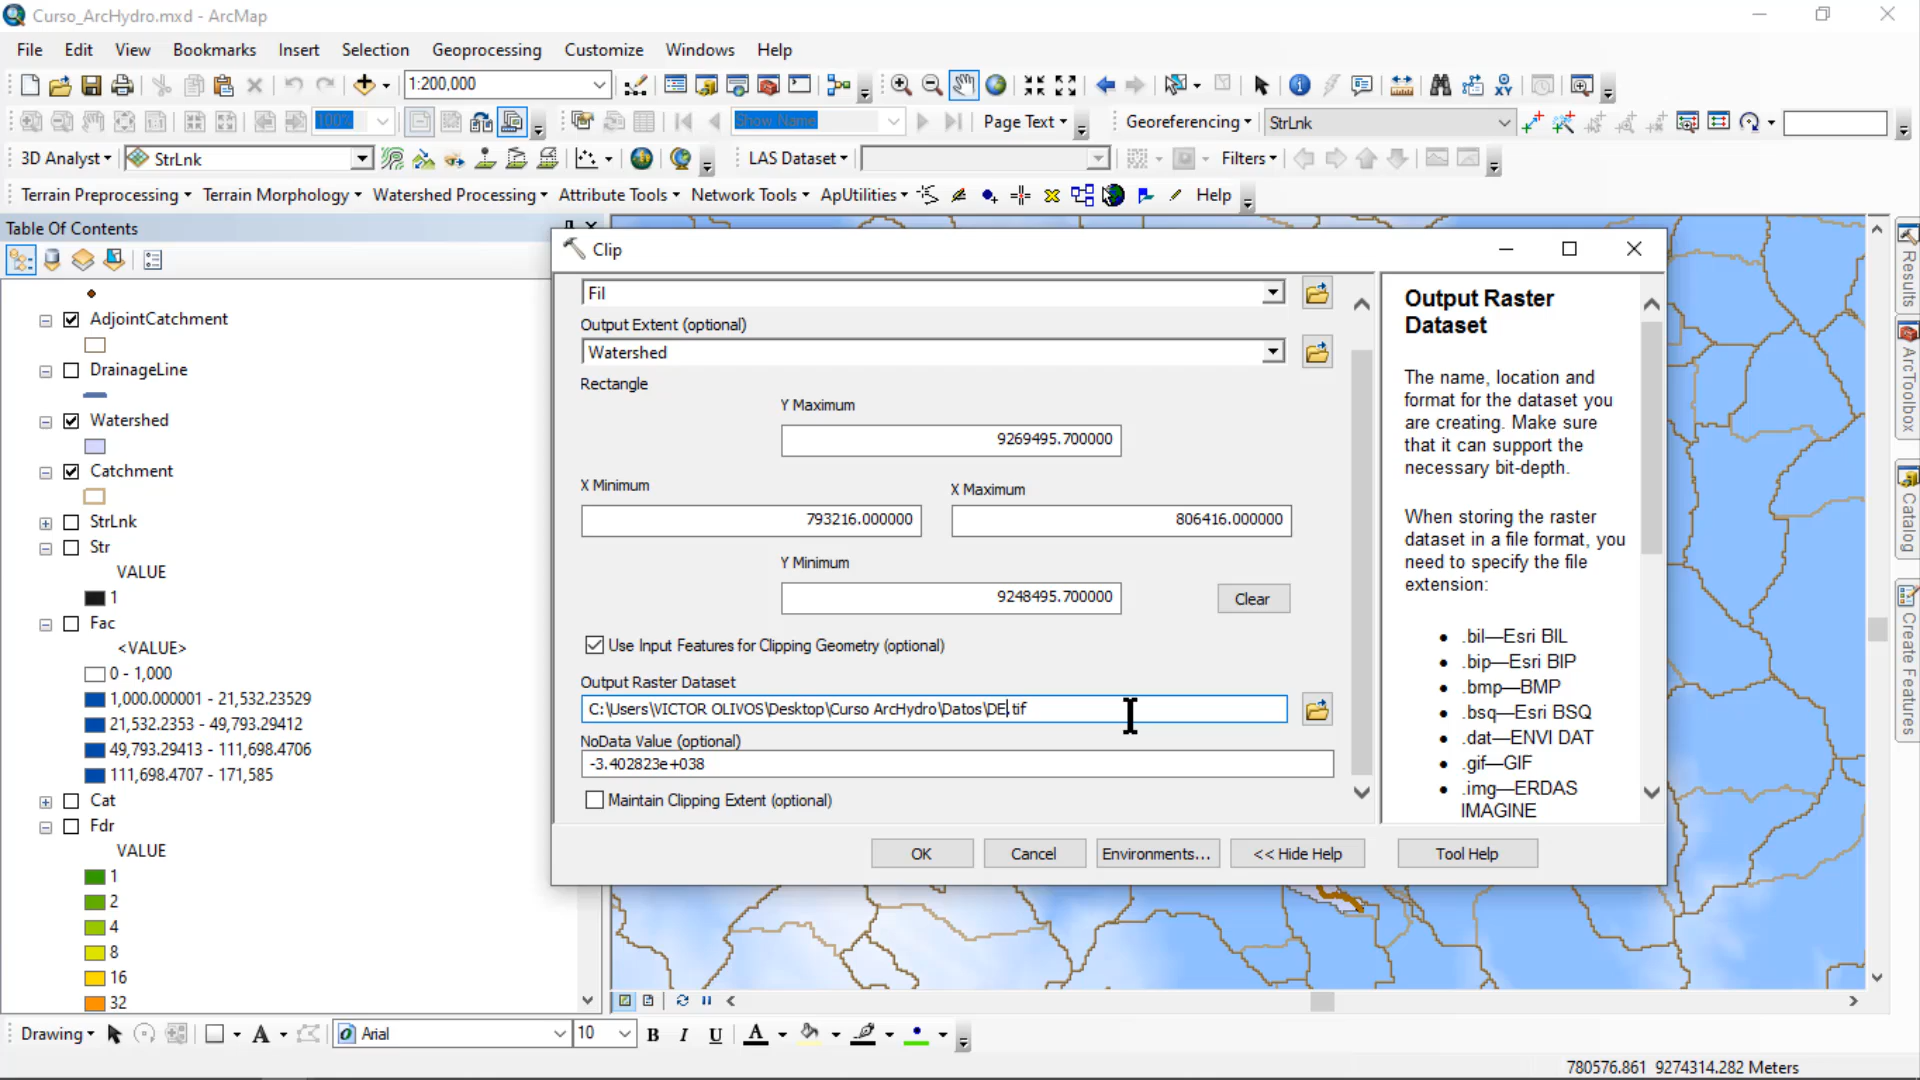 Curso_ArcHydro.mxd - ArcMap
File Edit View Bookmarks Insert Selection Geoprocessing Customize Windows Help
1:200,000
100% Show Name Page Text Georeferencing StrLnk
3D Analyst StrLnk LAS Dataset Filters
Terrain Preprocessing Terrain Morphology Watershed Processing Attribute Tools Network Tools ApUtilities Help
Table Of Contents
AdjointCatchment
DrainageLine
Watershed
Catchment
StrLnk
Str
VALUE
1
Fac
<VALUE>
0 - 1,000
1,000.000001 - 21,532.23529
21,532.2353 - 49,793.29412
49,793.29413 - 111,698.4706
111,698.4707 - 171,585
Cat
Fdr
VALUE
1
2
4
8
16
32
Clip
Fil
Output Extent (optional)
Watershed
Rectangle
Y Maximum
9269495.700000
X Minimum
X Maximum
793216.000000
806416.000000
Y Minimum
9248495.700000
Clear
Use Input Features for Clipping Geometry (optional)
Output Raster Dataset
C:\Users\VICTOR OLIVOS\Desktop\Curso ArcHydro\Datos\DE.tif
NoData Value (optional)
-3.402823e+038
Maintain Clipping Extent (optional)
OK Cancel Environments... << Hide Help Tool Help
Output Raster
Dataset
The name, location and
format for the dataset you
are creating. Make sure
that it can support the
necessary bit-depth.
When storing the raster
dataset in a file format, you
need to specify the file
extension:
.bil—Esri BIL
.bip—Esri BIP
.bmp—BMP
.bsq—Esri BSQ
.dat—ENVI DAT
.gif—GIF
.img—ERDAS
IMAGINE
Results
ArcToolbox
Catalog
Create Features
Drawing Arial 10 B I U A
780576.861 9274314.282 Meters